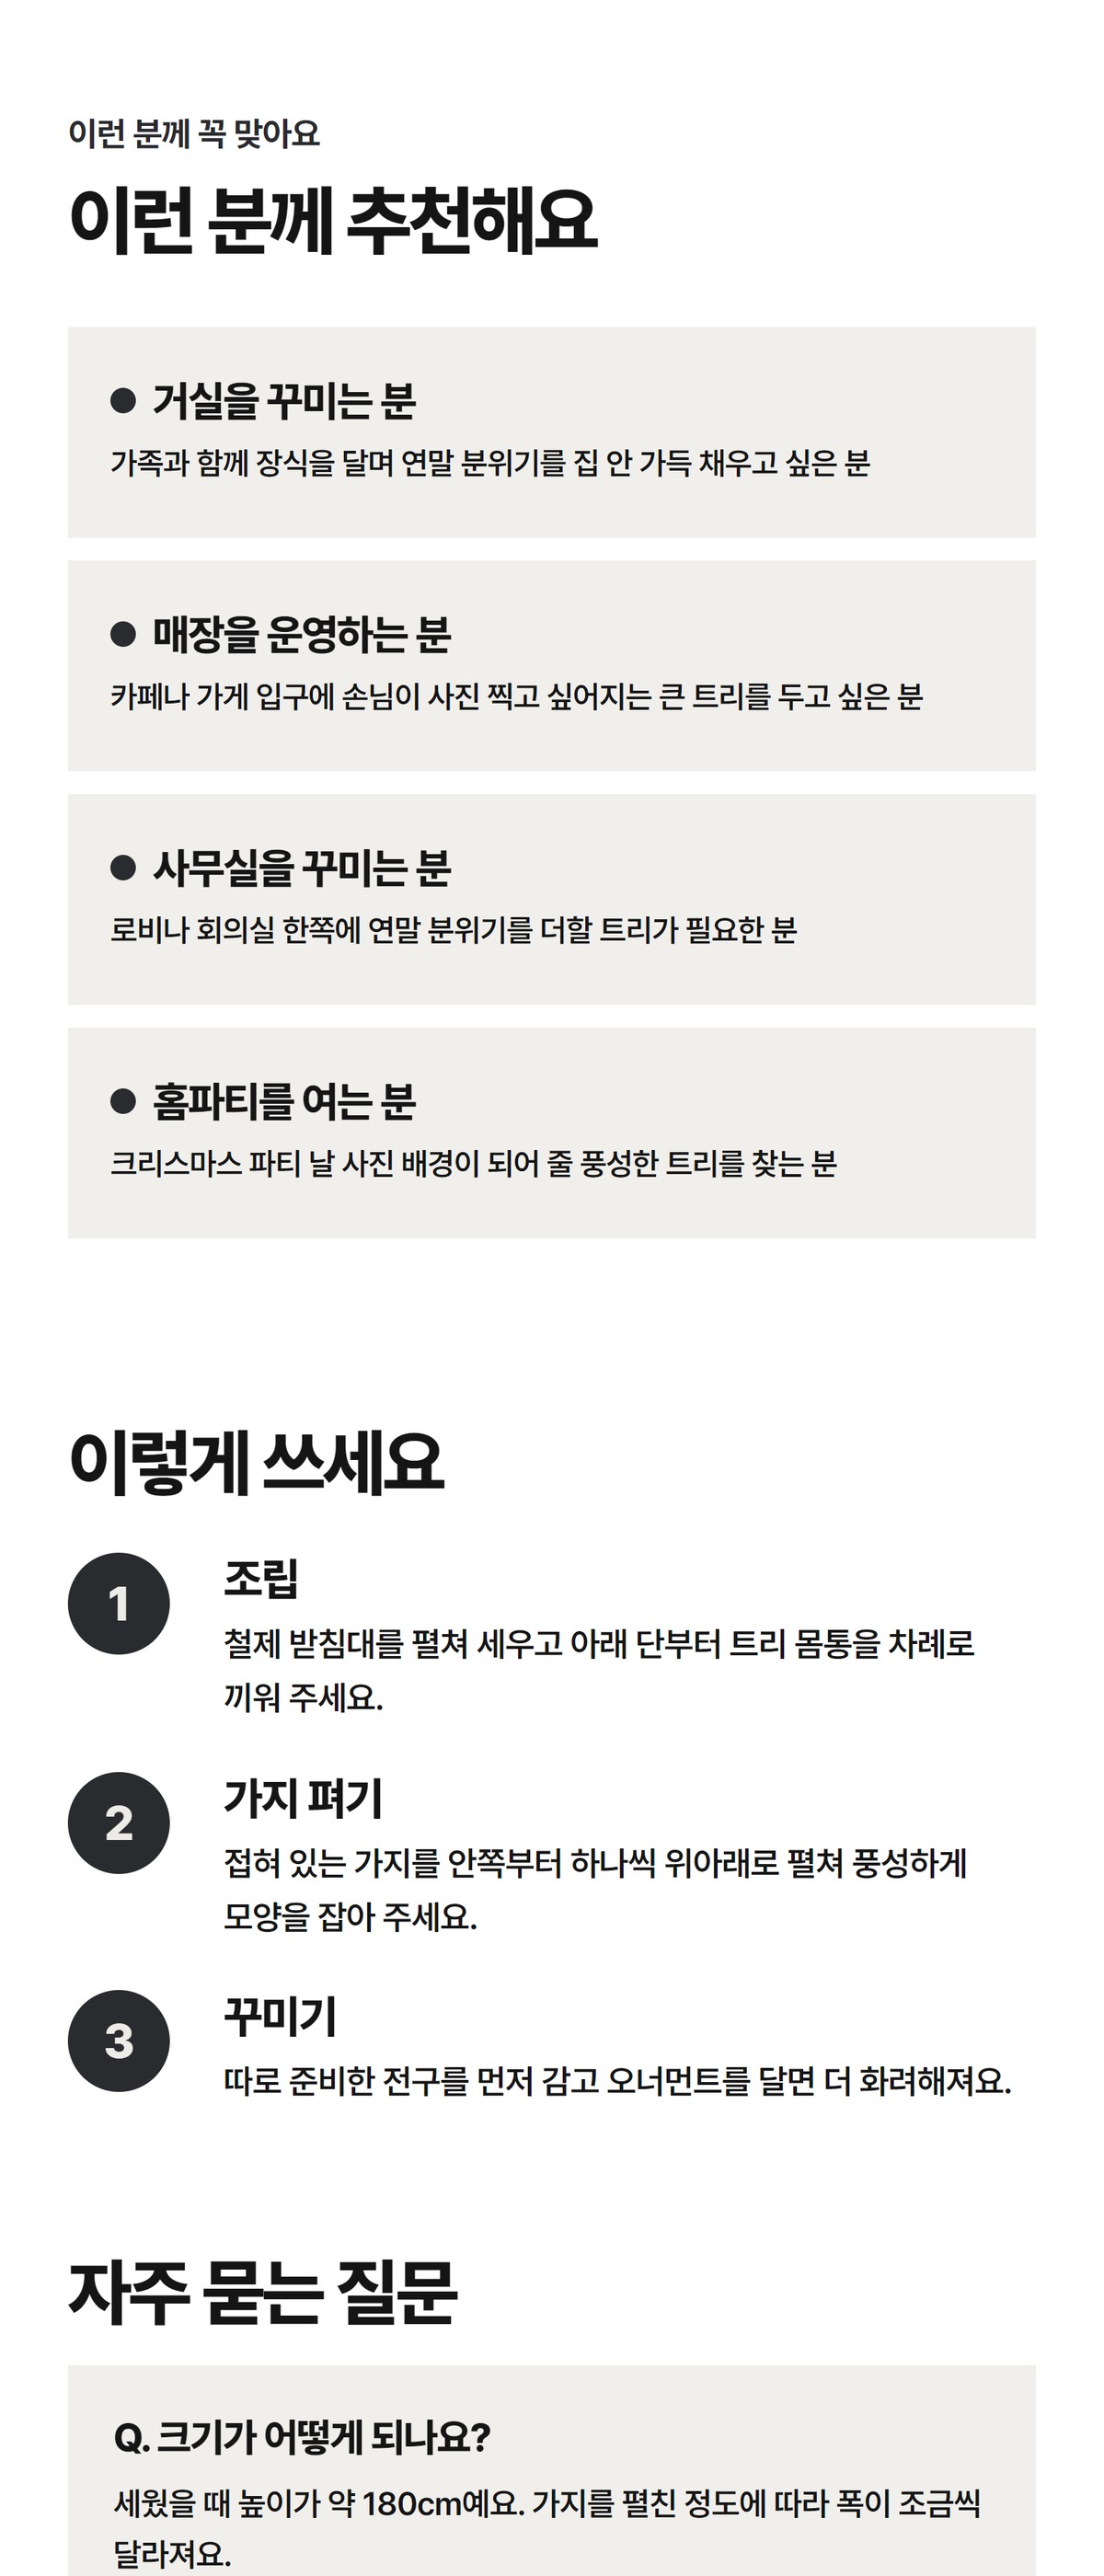 이런 분께 꼭 맞아요
이런 분께 추천해요
거실을 꾸미는 분
가족과 함께 장식을 달며 연말 분위기를 집 안 가득 채우고 싶은 분
매장을 운영하는 분
카페나 가게 입구에 손님이 사진 찍고 싶어지는 큰 트리를 두고 싶은 분
사무실을 꾸미는 분
로비나 회의실 한쪽에 연말 분위기를 더할 트리가 필요한 분
홈파티를 여는 분
크리스마스 파티 날 사진 배경이 되어 줄 풍성한 트리를 찾는 분
이렇게 쓰세요
1
조립
철제 받침대를 펼쳐 세우고 아래 단부터 트리 몸통을 차례로
끼워 주세요.
2
가지 펴기
접혀 있는 가지를 안쪽부터 하나씩 위아래로 펼쳐 풍성하게
모양을 잡아 주세요.
3
꾸미기
따로 준비한 전구를 먼저 감고 오너먼트를 달면 더 화려해져요.
자주 묻는 질문
Q. 크기가 어떻게 되나요?
세웠을 때 높이가 약 180cm예요. 가지를 펼친 정도에 따라 폭이 조금씩
달라져요.